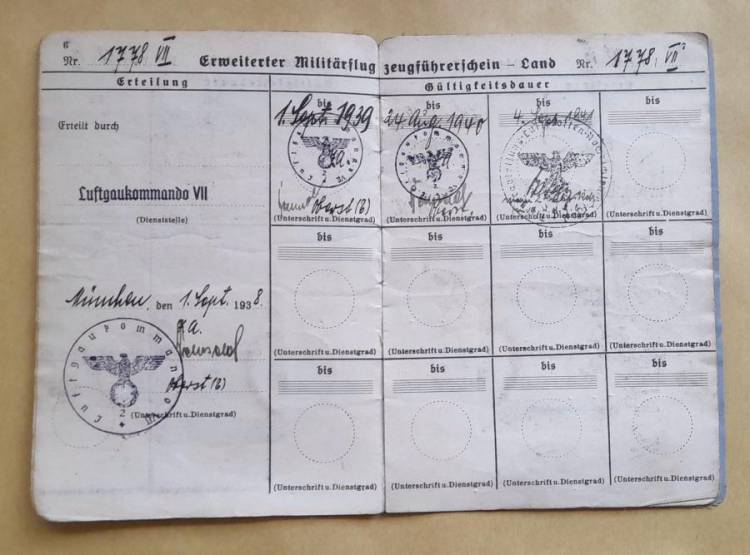 Nr. 1778 VII Erweiterter Militärflugzeugführerschein – Land Nr. 1778, VII
Erteilung Gültigkeitsdauer
Erteilt durch
Luftgaukommando VII
(Dienststelle)
München, den 1. Sept. 1938.
J.A.
Oberst (E)
(Unterschrift u. Dienstgrad)
Luftgaukommando VII
2
bis
1. Sept. 1939
J.A.
Oberst (E)
(Unterschrift u. Dienstgrad)
bis
24. Aug. 1940
Oberst
(Unterschrift u. Dienstgrad)
bis
4. Sept. 1941
(Unterschrift u. Dienstgrad)
bis
(Unterschrift u. Dienstgrad)
bis
(Unterschrift u. Dienstgrad)
bis
(Unterschrift u. Dienstgrad)
bis
(Unterschrift u. Dienstgrad)
bis
(Unterschrift u. Dienstgrad)
bis
(Unterschrift u. Dienstgrad)
bis
(Unterschrift u. Dienstgrad)
bis
(Unterschrift u. Dienstgrad)
bis
(Unterschrift u. Dienstgrad)